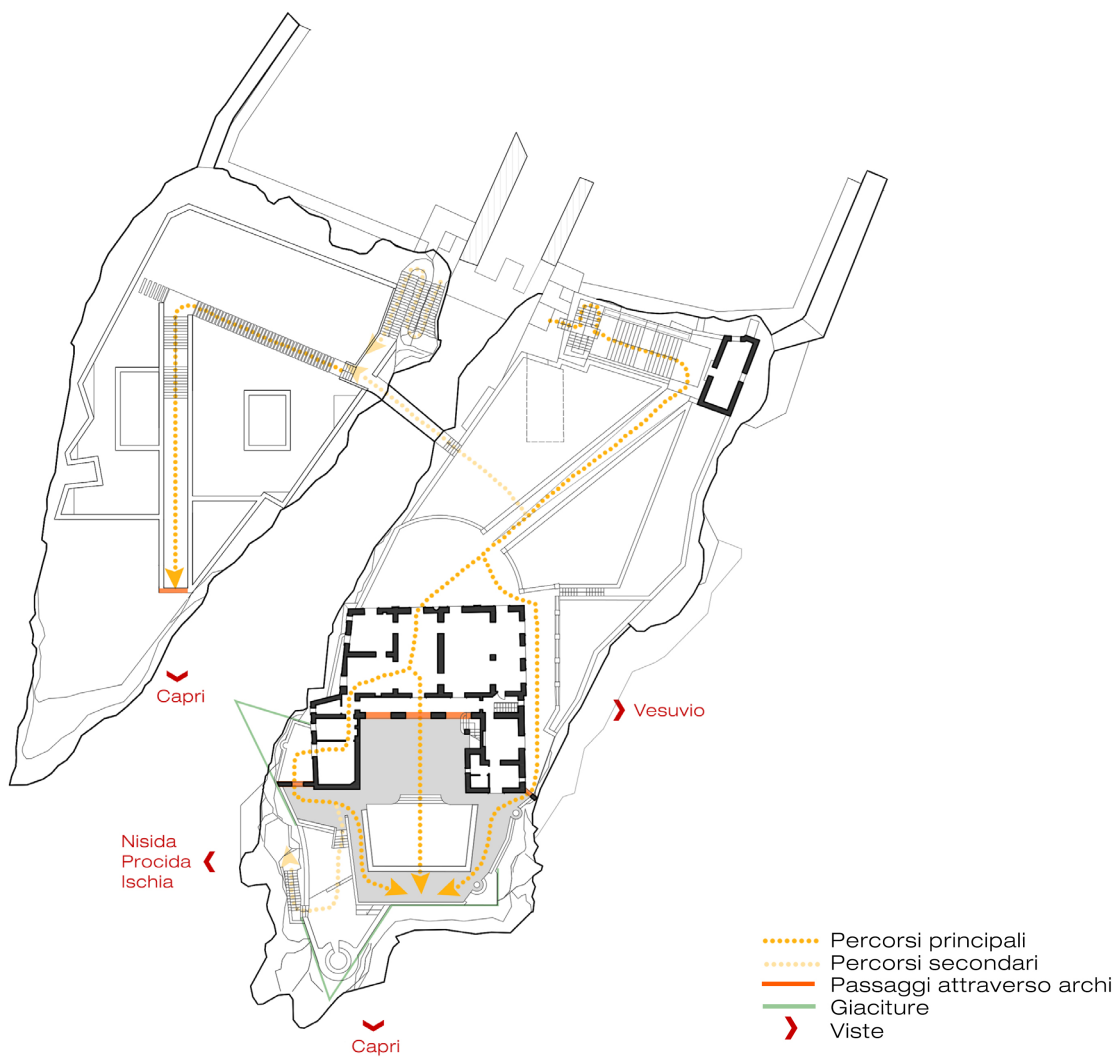 Capri
Vesuvio
Nisida
Procida
Ischia
Capri
Percorsi principali
Percorsi secondari
Passaggi attraverso archi
Giaciture
Viste